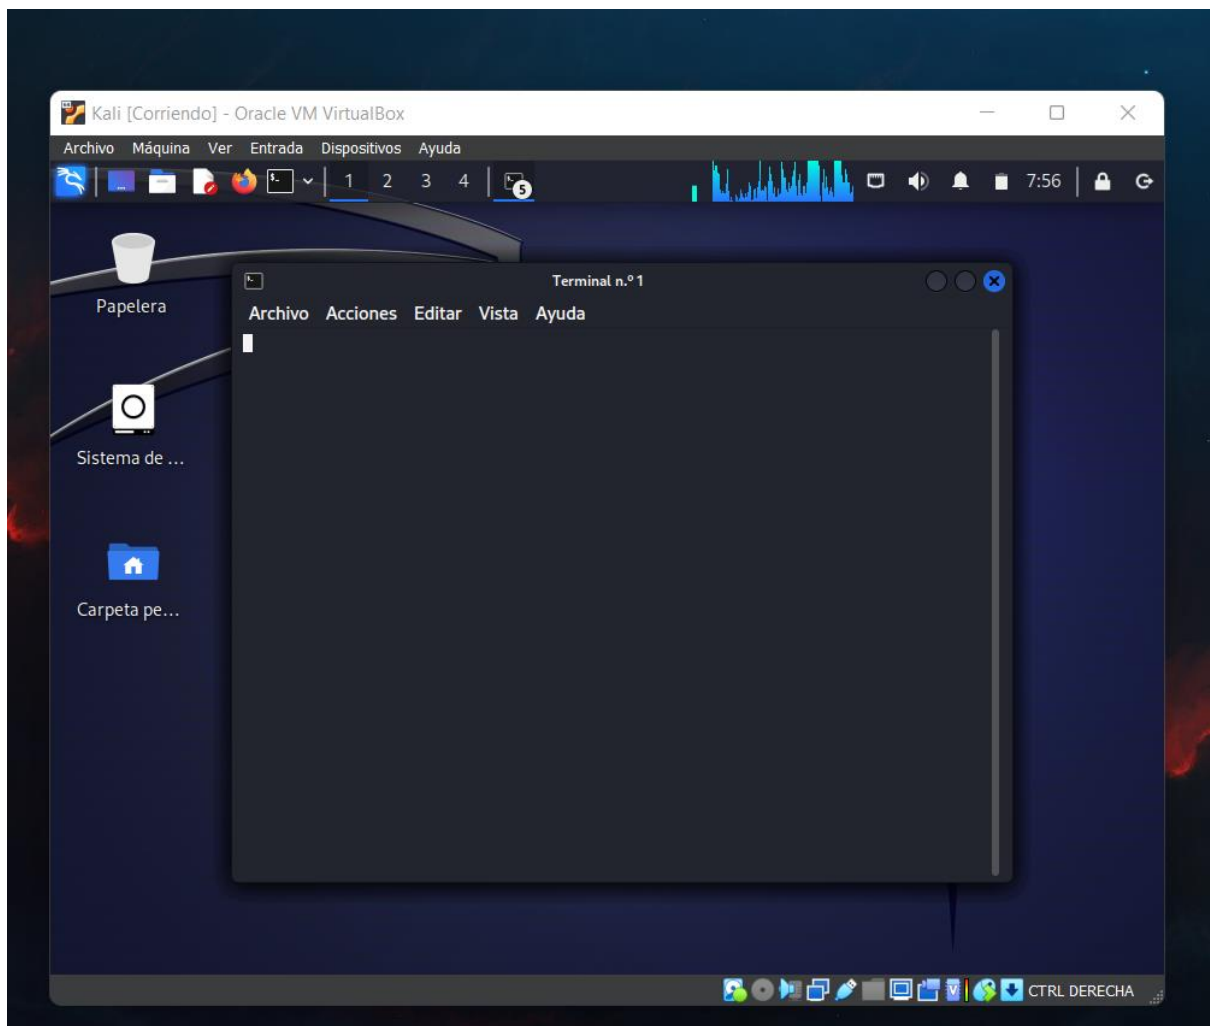 Kali [Corriendo] - Oracle VM VirtualBox
Archivo Máquina Ver Entrada Dispositivos Ayuda
1 2 3 4 5 7:56
Papelera
Terminal n.º 1
Archivo Acciones Editar Vista Ayuda
Sistema de ...
Carpeta pe...
CTRL DERECHA